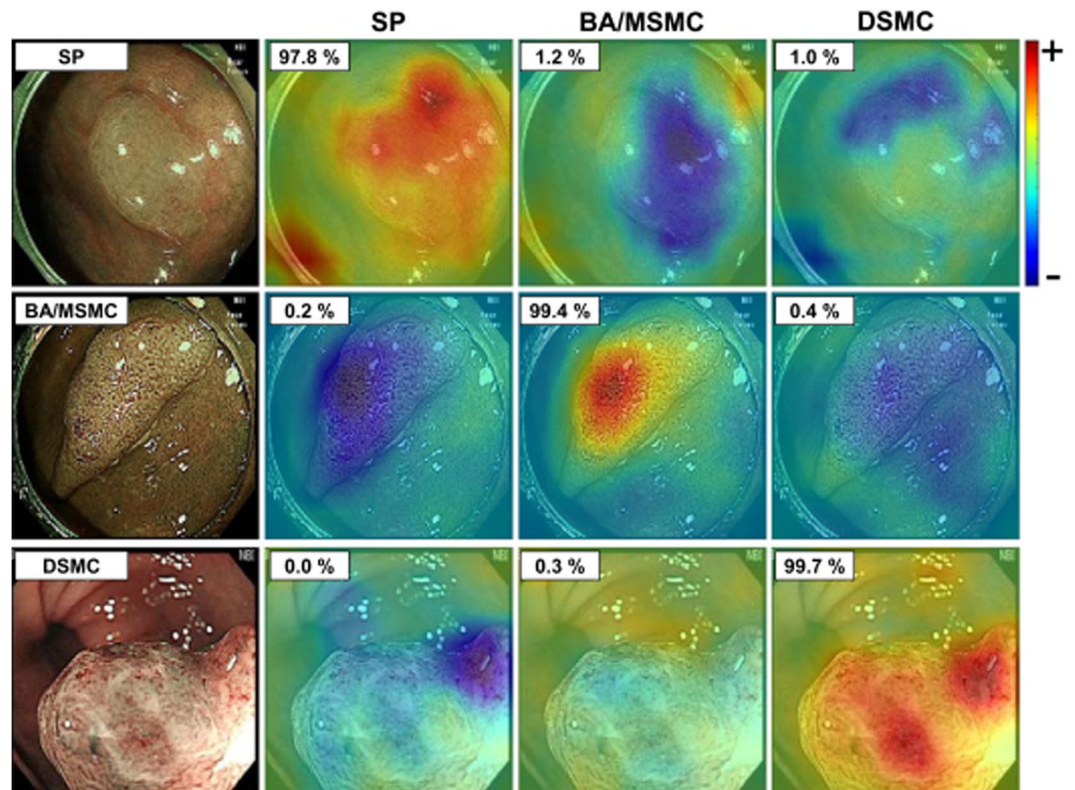 SP BA/MSMC DSMC
SP 97.8 % 1.2 % 1.0 % +
-
BA/MSMC 0.2 % 99.4 % 0.4 %
DSMC 0.0 % 0.3 % 99.7 %
NBI